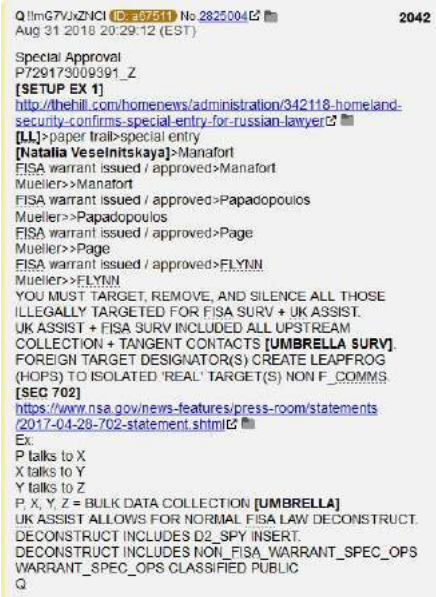 Q !!mG7VJxZNCI ID: a67511 No.2825004 2042
Aug 31 2018 20:29:12 (EST)
Special Approval
P729173009391_Z
[SETUP EX 1]
http://thehill.com/homenews/administration/342118-homeland-
security-confirms-special-entry-for-russian-lawyer
[LL]>paper trail>special entry
[Natalia Veselnitskaya]>Manafort
FISA warrant issued / approved>Manafort
Mueller>>Manafort
FISA warrant issued / approved>Papadopoulos
Mueller>>Papadopoulos
FISA warrant issued / approved>Page
Mueller>>Page
FISA warrant issued / approved>FLYNN
Mueller>>FLYNN
YOU MUST TARGET, REMOVE, AND SILENCE ALL THOSE
ILLEGALLY TARGETED FOR FISA SURV + UK ASSIST.
UK ASSIST + FISA SURV INCLUDED ALL UPSTREAM
COLLECTION + TANGENT CONTACTS [UMBRELLA SURV].
FOREIGN TARGET DESIGNATOR(S) CREATE LEAPFROG
(HOPS) TO ISOLATED 'REAL' TARGET(S) NON F_COMMS.
[SEC 702]
https://www.nsa.gov/news-features/press-room/statements
/2017-04-28-702-statement.shtml
Ex:
P talks to X
X talks to Y
Y talks to Z
P, X, Y, Z = BULK DATA COLLECTION [UMBRELLA]
UK ASSIST ALLOWS FOR NORMAL FISA LAW DECONSTRUCT.
DECONSTRUCT INCLUDES D2_SPY INSERT.
DECONSTRUCT INCLUDES NON_FISA_WARRANT_SPEC_OPS
WARRANT_SPEC_OPS CLASSIFIED PUBLIC
Q